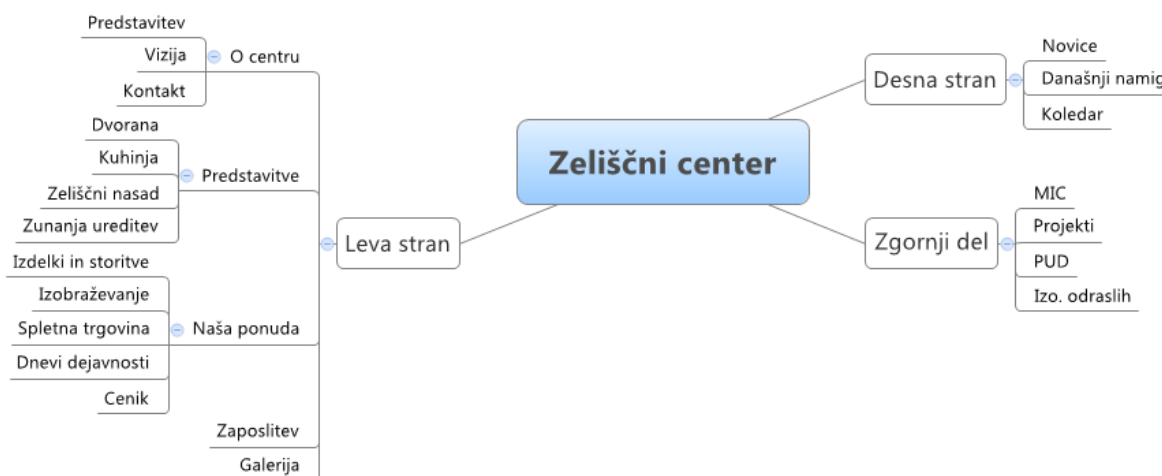 Zeliščni center
Leva stran
O centru
Predstavitev
Vizija
Kontakt
Predstavitve
Dvorana
Kuhinja
Zeliščni nasad
Zunanja ureditev
Naša ponuda
Izdelki in storitve
Izobraževanje
Spletna trgovina
Dnevi dejavnosti
Cenik
Zaposlitev
Galerija
Desna stran
Novice
Današnji namig
Koledar
Zgornji del
MIC
Projekti
PUD
Izo. odraslih